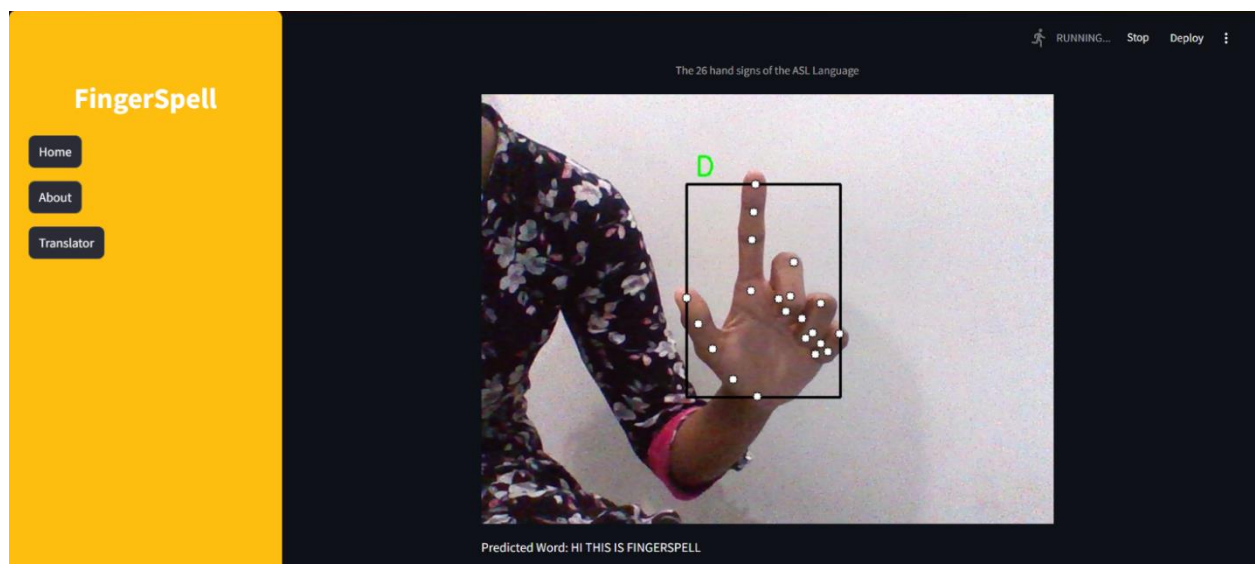 RUNNING...
Stop
Deploy
The 26 hand signs of the ASL Language
FingerSpell
Home
About
Translator
D
Predicted Word: HI THIS IS FINGERSPELL